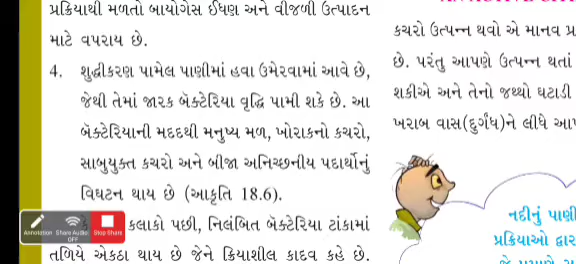 પ્રક્રિયાથી મળતો બાયોગેસ ઈંધણ અને વીજળી ઉત્પાદન
માટે વપરાય છે.
4. શુદ્ધીકરણ પામેલ પાણીમાં હવા ઉમેરવામાં આવે છે,
જેથી તેમાં જારક બૅક્ટેરિયા વૃદ્ધિ પામી શકે છે. આ
બૅક્ટેરિયાની મદદથી મનુષ્ય મળ, ખોરાકનો કચરો,
સાબુયુક્ત કચરો અને બીજા અનિચ્છનીય પદાર્થોનું
વિઘટન થાય છે (આકૃતિ 18.6).
કલાકો પછી, નિલંબિત બૅક્ટેરિયા ટાંકામાં
તળિયે એકઠા થાય છે જેને ક્રિયાશીલ કાદવ કહે છે.
Annotation Share Audio Stop Share
OFF
કચરો ઉત્પન્ન થવો એ માનવ પ્ર
છે. પરંતુ આપણે ઉત્પન્ન થતાં
શકીએ અને તેનો જથ્થો ઘટાડી
ખરાબ વાસ(દુર્ગંધ)ને લીધે આપ
નદીનું પાણી
પ્રક્રિયાઓ દ્વાર